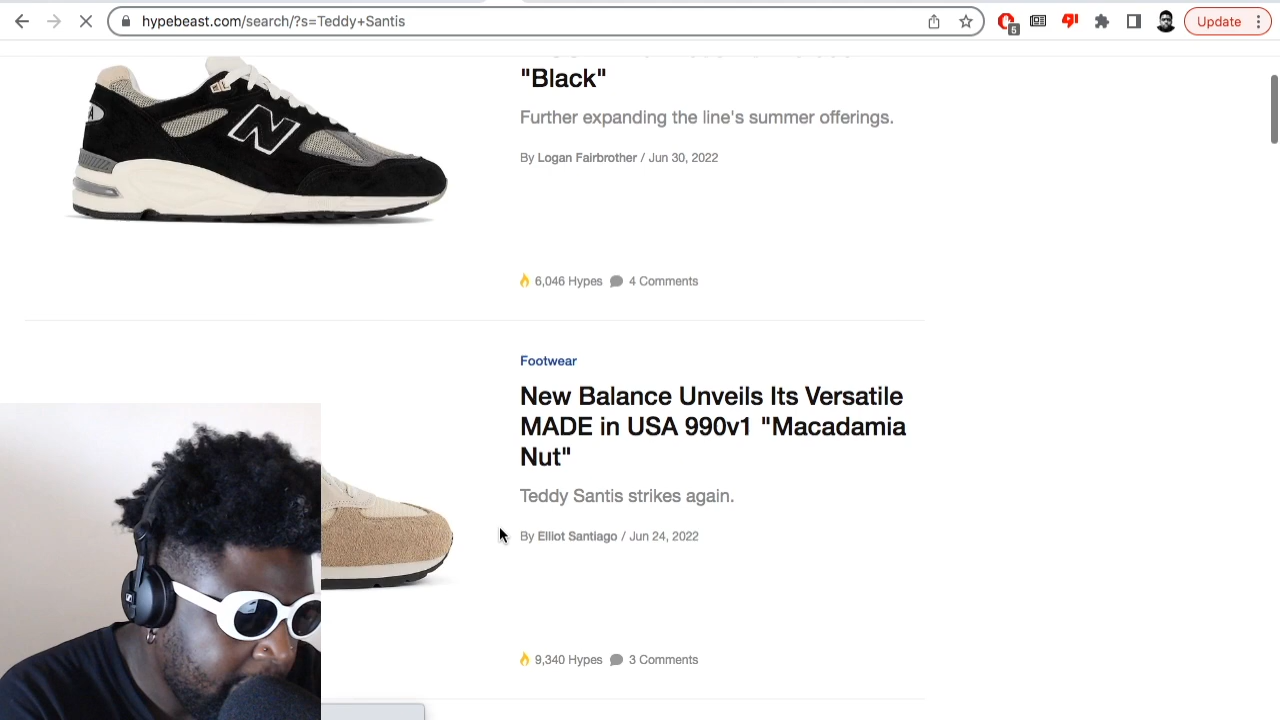 hypebeast.com/search/?s=Teddy+Santis
5
Update
"Black"
Further expanding the line's summer offerings.
By Logan Fairbrother / Jun 30, 2022
6,046 Hypes 4 Comments
Footwear
New Balance Unveils Its Versatile
MADE in USA 990v1 "Macadamia
Nut"
Teddy Santis strikes again.
By Elliot Santiago / Jun 24, 2022
9,340 Hypes 3 Comments
N